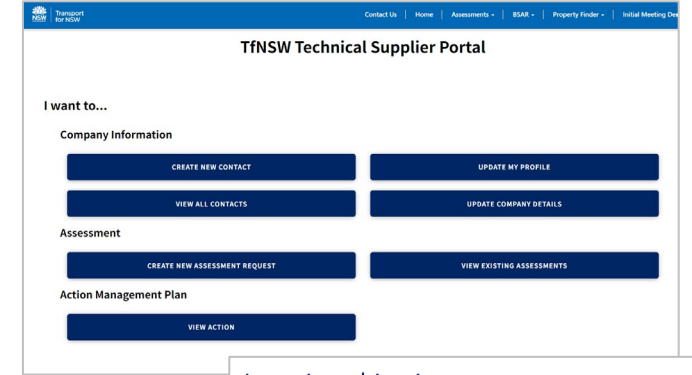 Transport
NSW for NSW
Contact Us | Home | Assessments | BSAR | Property Finder | Initial Meeting
TfNSW Technical Supplier Portal
I want to...
Company Information
CREATE NEW CONTACT UPDATE MY PROFILE
VIEW ALL CONTACTS UPDATE COMPANY DETAILS
Assessment
CREATE NEW ASSESSMENT REQUEST VIEW EXISTING ASSESSMENTS
Action Management Plan
VIEW ACTION